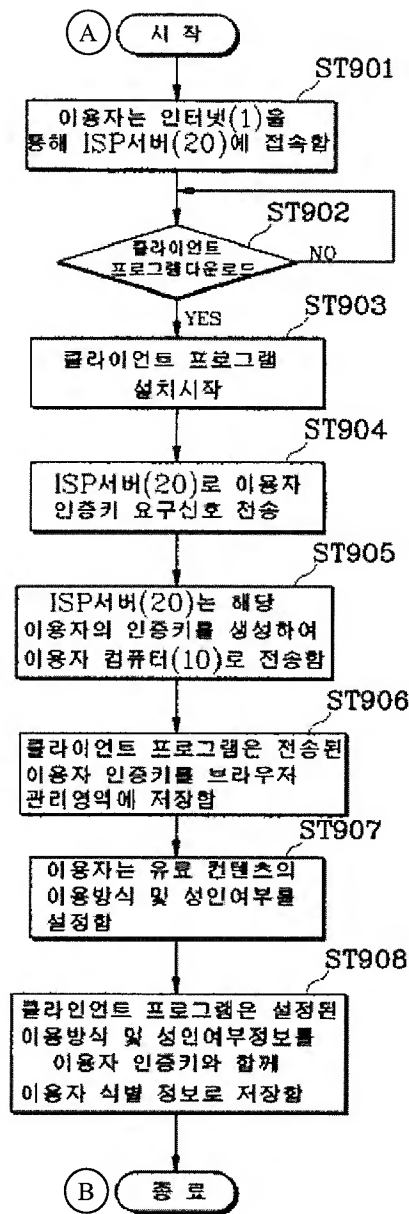 A 시 작
ST901
이용자는 인터넷(1)을
통해 ISP서버(20)에 접속함
ST902
클라이언트
프로그램다운로드
NO
YES
ST903
클라이언트 프로그램
설치시작
ST904
ISP서버(20)로 이용자
인증키 요구신호 전송
ST905
ISP서버(20)는 해당
이용자의 인증키를 생성하여
이용자 컴퓨터(10)로 전송함
ST906
클라이언트 프로그램은 전송된
이용자 인증키를 브라우저
관리영역에 저장함
ST907
이용자는 유료 컨텐츠의
이용방식 및 성인여부를
설정함
ST908
클라인언트 프로그램은 설정된
이용방식 및 성인여부정보를
이용자 인증키와 함께
이용자 식별 정보로 저장함
B 종 료